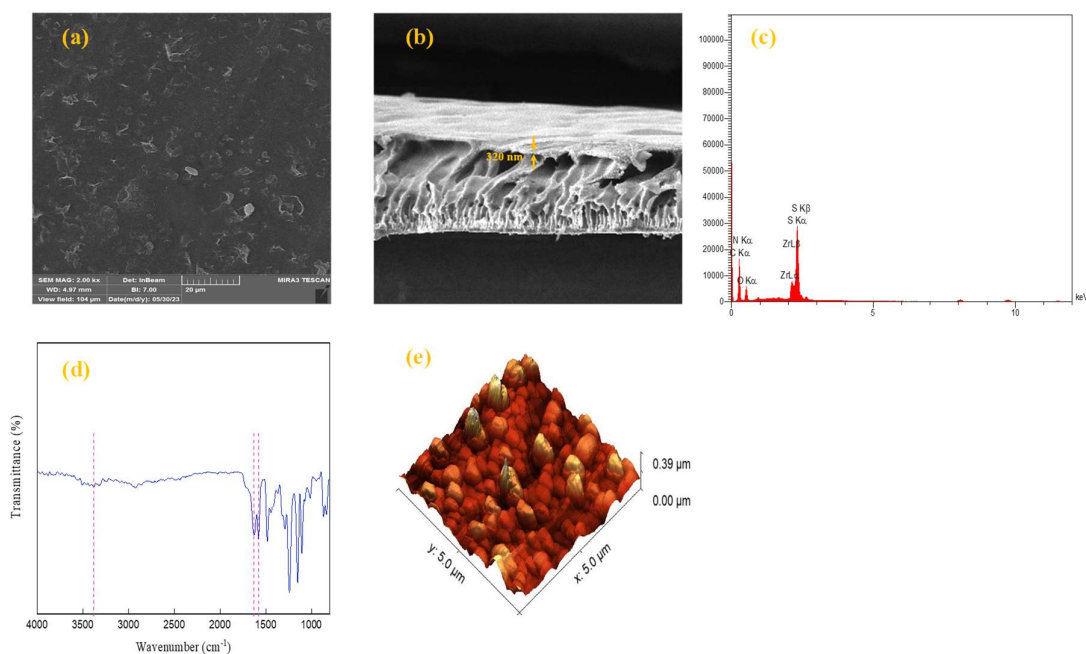 (a)
SEM MAG: 2.00 kx
Det: InBeam
MIRA3 TESCAN
WD: 4.97 mm
BI: 7.00
20 µm
View field: 104 µm
Date(m/d/y): 05/30/23
(b)
320 nm
(c)
100000
90000
80000
70000
60000
50000
40000
30000
20000
10000
0
S Kβ
S Kα
N Kα
ZrLβ
C Kα
ZrLα
O Kα
0
5
10
keV
(d)
Transmittance (%)
4000
3500
3000
2500
2000
1500
1000
Wavenumber (cm⁻¹)
(e)
0.39 µm
0.00 µm
y: 5.0 µm
x: 5.0 µm